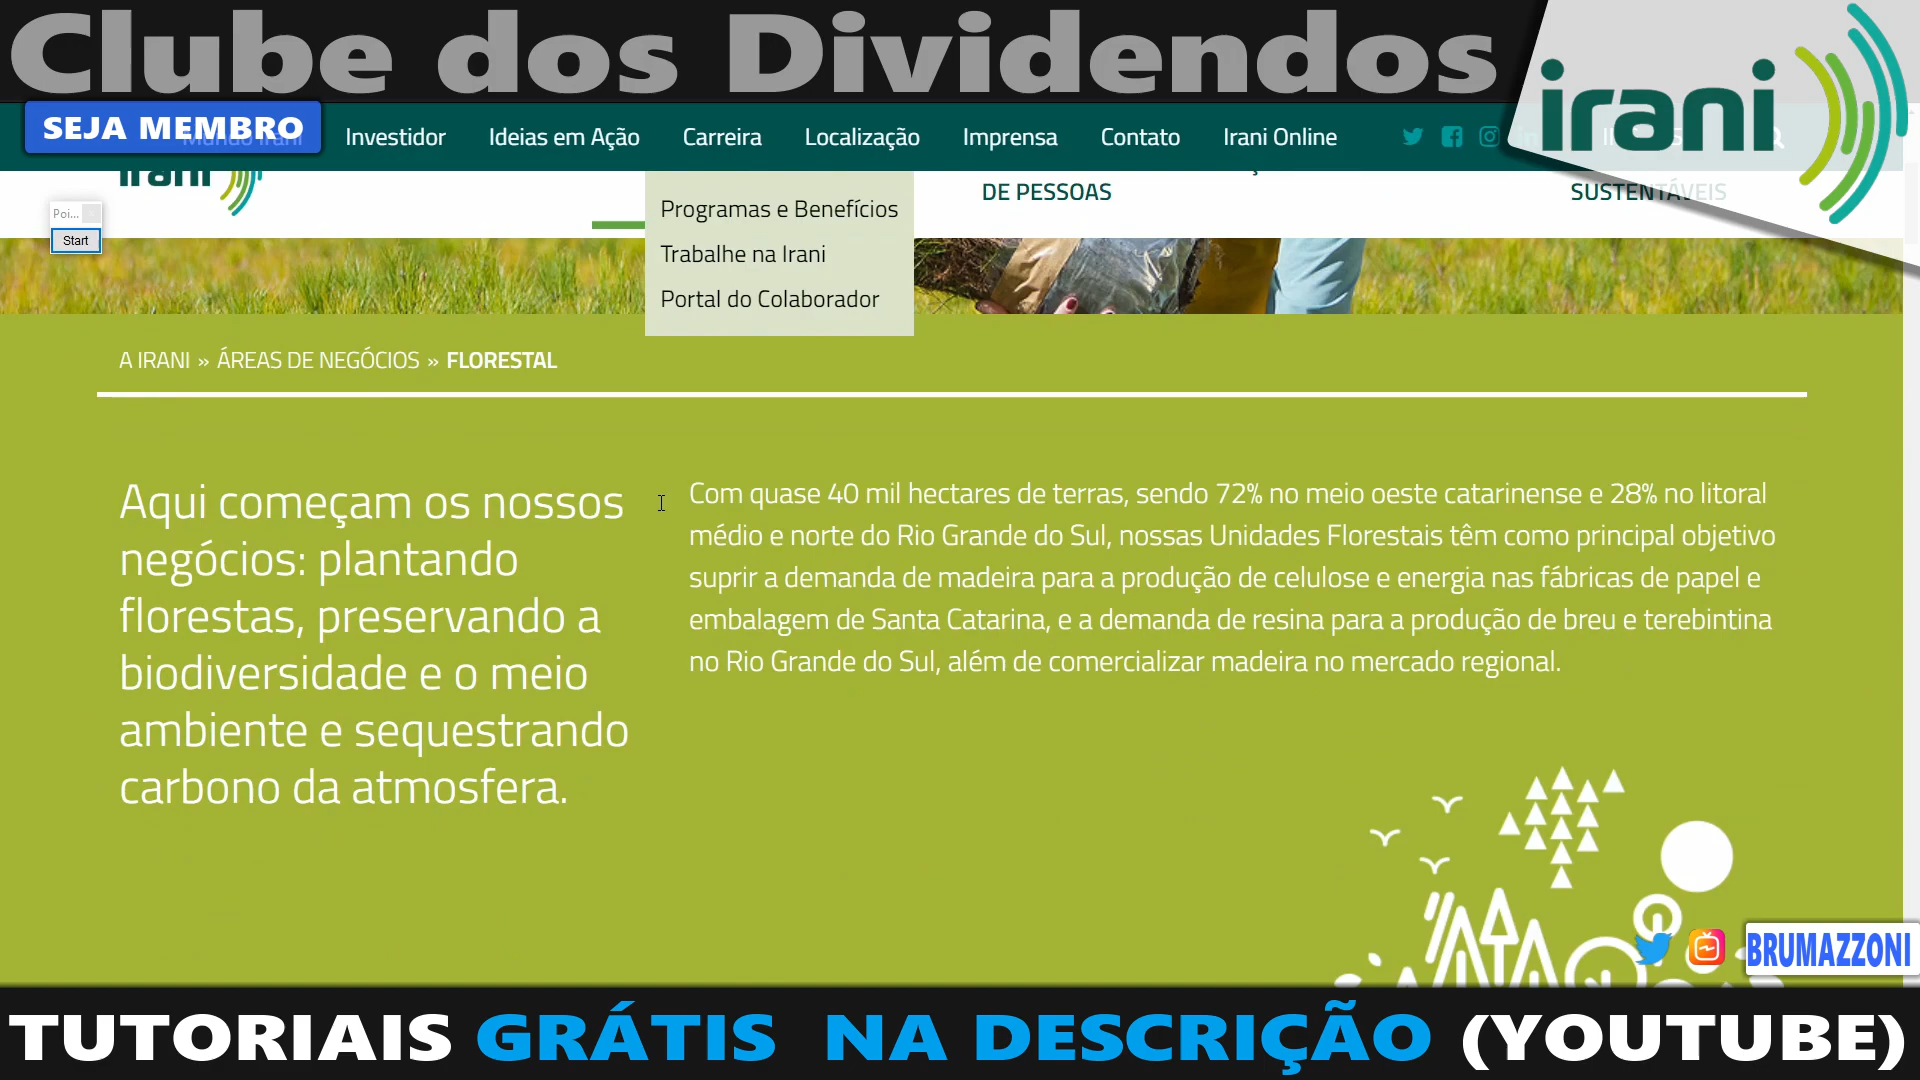 Clube dos Dividendos
irani
SEJA MEMBRO
Mundo Irani
Investidor
Ideias em Ação
Carreira
Localização
Imprensa
Contato
Irani Online
irani
DE PESSOAS
SUSTENTÁVEIS
Poi...
Start
Programas e Benefícios
Trabalhe na Irani
Portal do Colaborador
A IRANI » ÁREAS DE NEGÓCIOS » FLORESTAL
Aqui começam os nossos
negócios: plantando
florestas, preservando a
biodiversidade e o meio
ambiente e sequestrando
carbono da atmosfera.
Com quase 40 mil hectares de terras, sendo 72% no meio oeste catarinense e 28% no litoral
médio e norte do Rio Grande do Sul, nossas Unidades Florestais têm como principal objetivo
suprir a demanda de madeira para a produção de celulose e energia nas fábricas de papel e
embalagem de Santa Catarina, e a demanda de resina para a produção de breu e terebintina
no Rio Grande do Sul, além de comercializar madeira no mercado regional.
BRUMAZZONI
TUTORIAIS GRÁTIS NA DESCRIÇÃO (YOUTUBE)